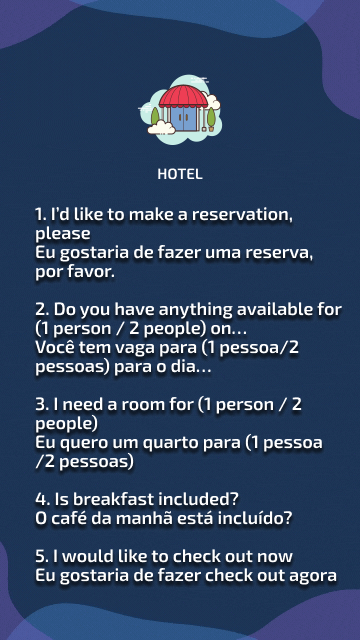 HOTEL
1. I'd like to make a reservation,
please
Eu gostaria de fazer uma reserva,
por favor.
2. Do you have anything available for
(1 person / 2 people) on...
Você tem vaga para (1 pessoa/2
pessoas) para o dia...
3. I need a room for (1 person / 2
people)
Eu quero um quarto para (1 pessoa
/2 pessoas)
4. Is breakfast included?
O café da manhã está incluído?
5. I would like to check out now
Eu gostaria de fazer check out agora